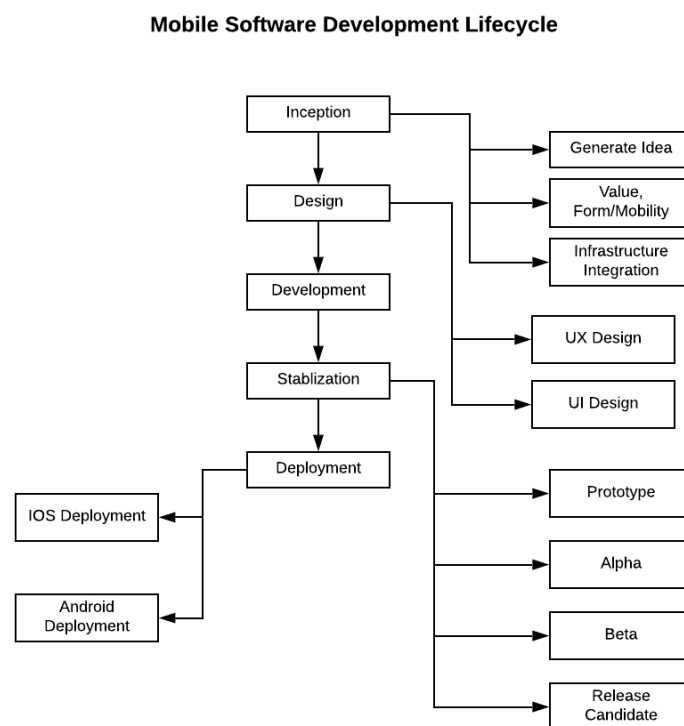 Mobile Software Development Lifecycle
Inception
Generate Idea
Value,
Form/Mobility
Design
Infrastructure
Integration
Development
UX Design
Stablization
UI Design
Deployment
Prototype
IOS Deployment
Alpha
Android
Deployment
Beta
Release
Candidate